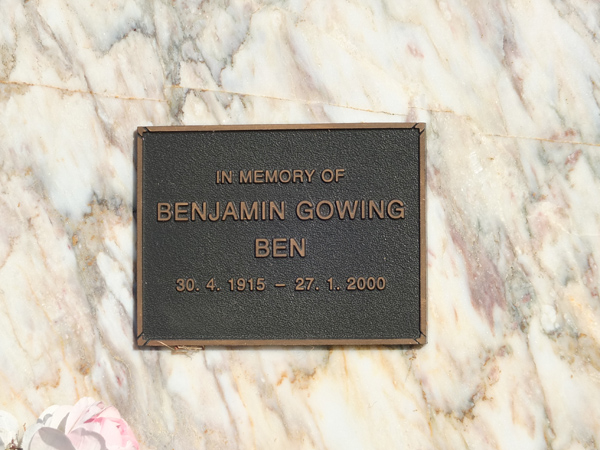 IN MEMORY OF
BENJAMIN GOWING
BEN
30. 4. 1915 – 27. 1. 2000